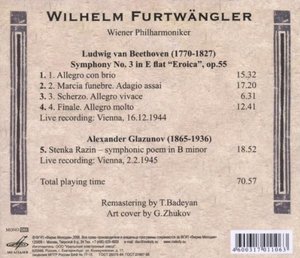 WILHELM FURTWÄNGLER
Wiener Philharmoniker
Ludwig van Beethoven (1770-1827)
Symphony No. 3 in E flat "Eroica", op.55
1 1. Allegro con brio 15.32
2 2. Marcia funebre. Adagio assai 17.20
3 3. Scherzo. Allegro vivace 6.31
4 4. Finale. Allegro molto 12.41
Live recording: Vienna, 16.12.1944
Alexander Glazunov (1865-1936)
5 Stenka Razin – symphonic poem in B minor 18.52
Live recording: Vienna, 2.2.1945
Total playing time 70.57
Remastering by T.Badeyan
Art cover by G.Zhukov
MONO
4600317110636